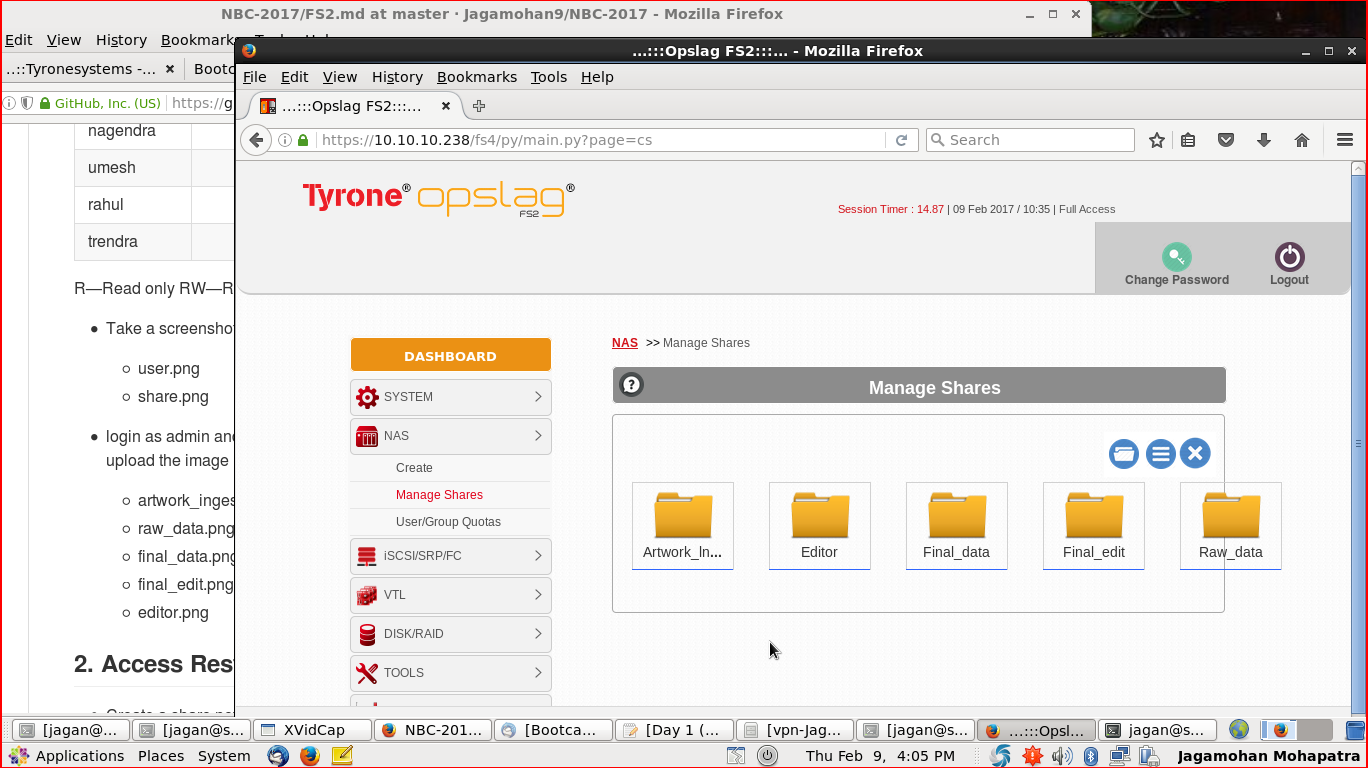 NBC-2017/FS2.md at master · Jagamohan9/NBC-2017 - Mozilla Firefox
Edit View History Bookmarks Tools Help
..::Tyronesystems -...
GitHub, Inc. (US) https://g
nagendra
umesh
rahul
trendra
R—Read only RW—R
Take a screenshot
user.png
share.png
login as admin and
upload the image
artwork_inges
raw_data.png
final_data.png
final_edit.png
editor.png
2. Access Res
...:::Opslag FS2:::... - Mozilla Firefox
File Edit View History Bookmarks Tools Help
...:::Opslag FS2:::...
https://10.10.10.238/fs4/py/main.py?page=cs
Search
Tyrone® opslag®
FS2
Session Timer : 14.87 | 09 Feb 2017 / 10:35 | Full Access
Change Password Logout
DASHBOARD
SYSTEM
NAS
Create
Manage Shares
User/Group Quotas
iSCSI/SRP/FC
VTL
DISK/RAID
TOOLS
NAS >> Manage Shares
Manage Shares
Artwork_In... Editor Final_data Final_edit Raw_data
[jagan@... [jagan@s... XVidCap NBC-201... [Bootca... [Day 1 (... [vpn-Jag... [jagan@s... ...:::Opsl... jagan@s...
Applications Places System Thu Feb 9, 4:05 PM Jagamohan Mohapatra